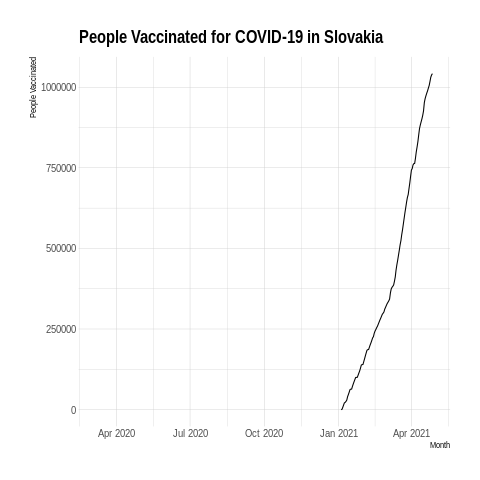 People Vaccinated for COVID-19 in Slovakia
People Vaccinated
1000000
750000
500000
250000
0
Apr 2020 Jul 2020 Oct 2020 Jan 2021 Apr 2021
Month